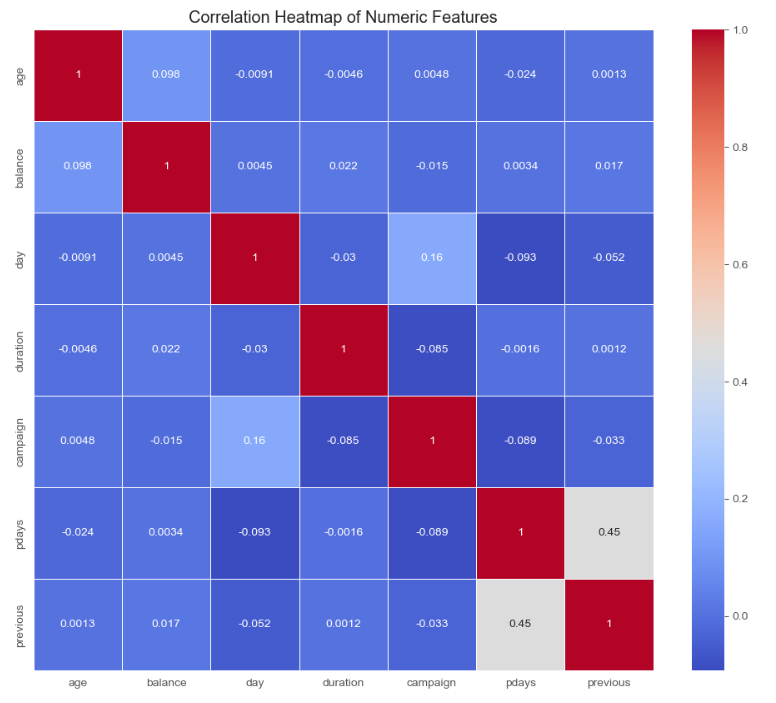 Correlation Heatmap of Numeric Features
age 1 0.098 -0.0091 -0.0046 0.0048 -0.024 0.0013
balance 0.098 1 0.0045 0.022 -0.015 0.0034 0.017
day -0.0091 0.0045 1 -0.03 0.16 -0.093 -0.052
duration -0.0046 0.022 -0.03 1 -0.085 -0.0016 0.0012
campaign 0.0048 -0.015 0.16 -0.085 1 -0.089 -0.033
pdays -0.024 0.0034 -0.093 -0.0016 -0.089 1 0.45
previous 0.0013 0.017 -0.052 0.0012 -0.033 0.45 1
age balance day duration campaign pdays previous
1.0
0.8
0.6
0.4
0.2
0.0